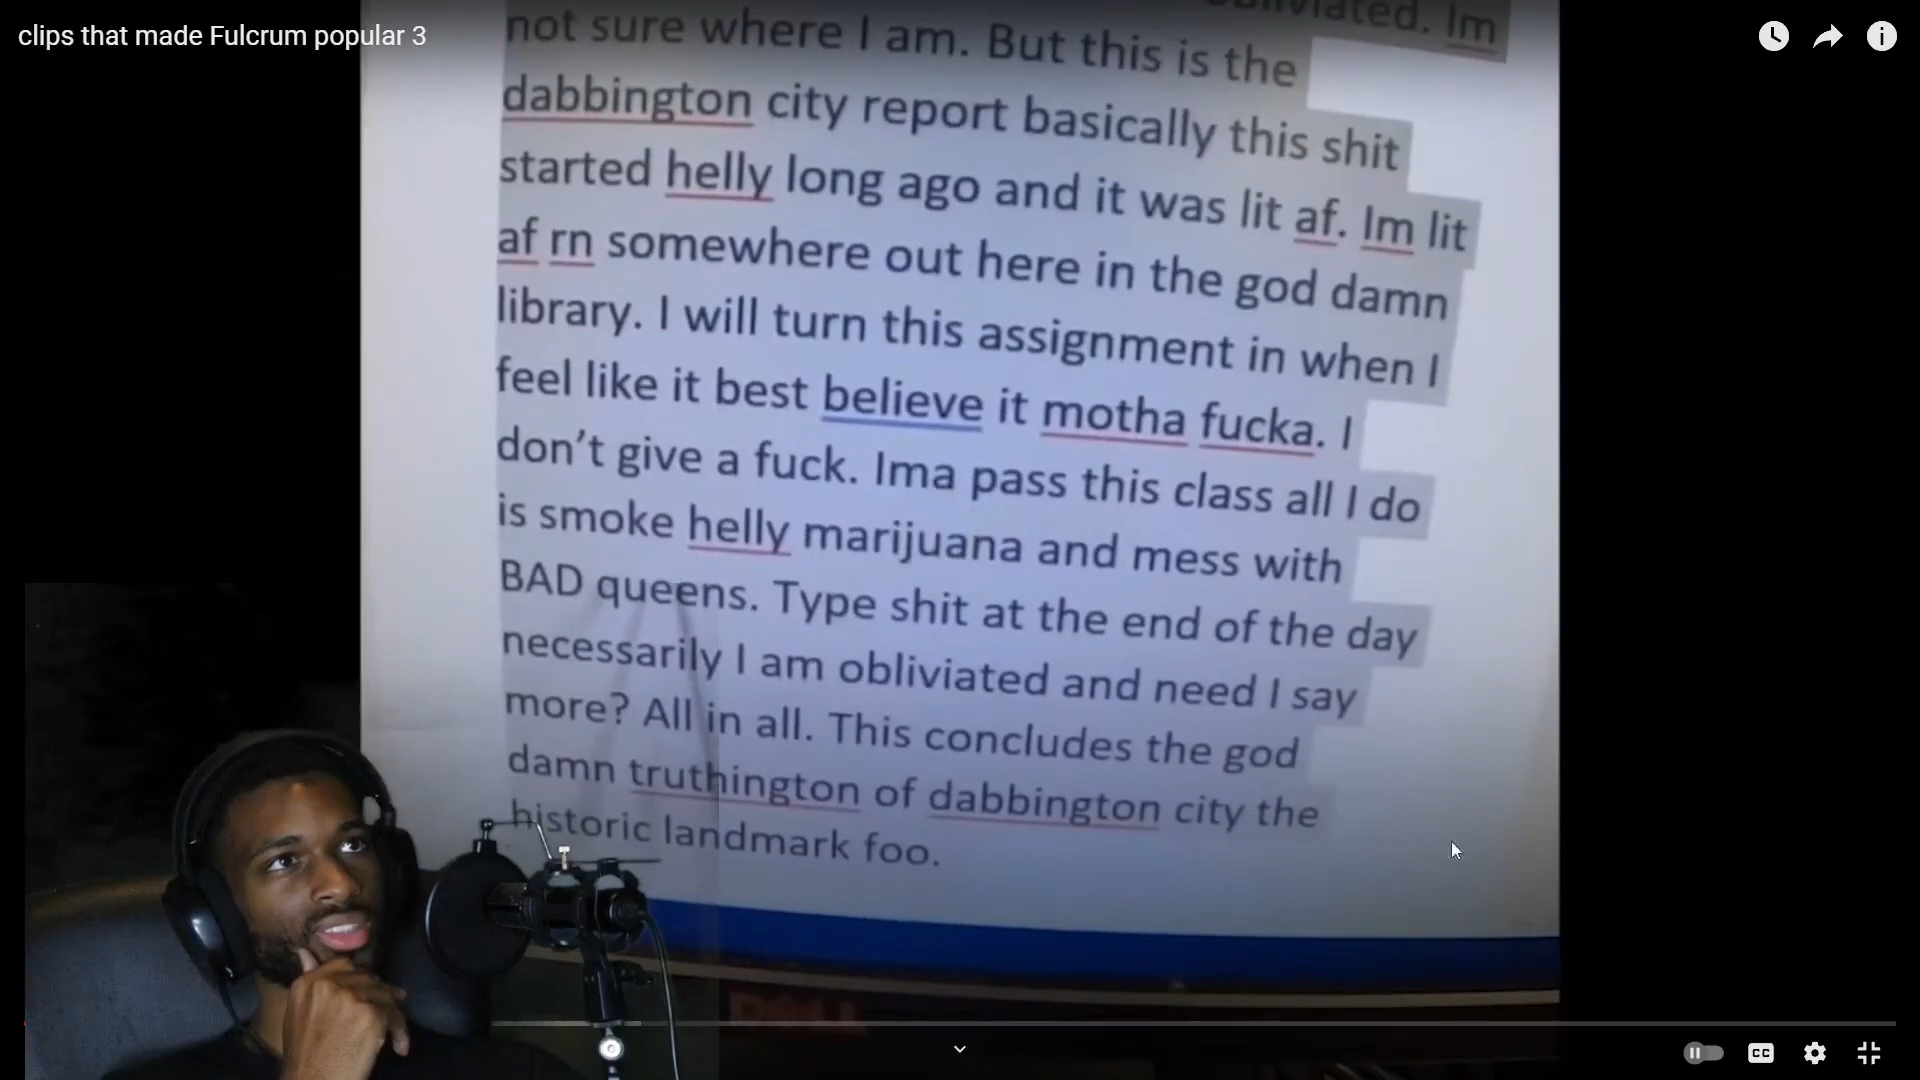 clips that made Fulcrum popular 3
obliviated. Im
not sure where I am. But this is the
dabbington city report basically this shit
started helly long ago and it was lit af. Im lit
af rn somewhere out here in the god damn
library. I will turn this assignment in when I
feel like it best believe it motha fucka. I
don’t give a fuck. Ima pass this class all I do
is smoke helly marijuana and mess with
BAD queens. Type shit at the end of the day
necessarily I am obliviated and need I say
more? All in all. This concludes the god
damn truthington of dabbington city the
historic landmark foo.
CC